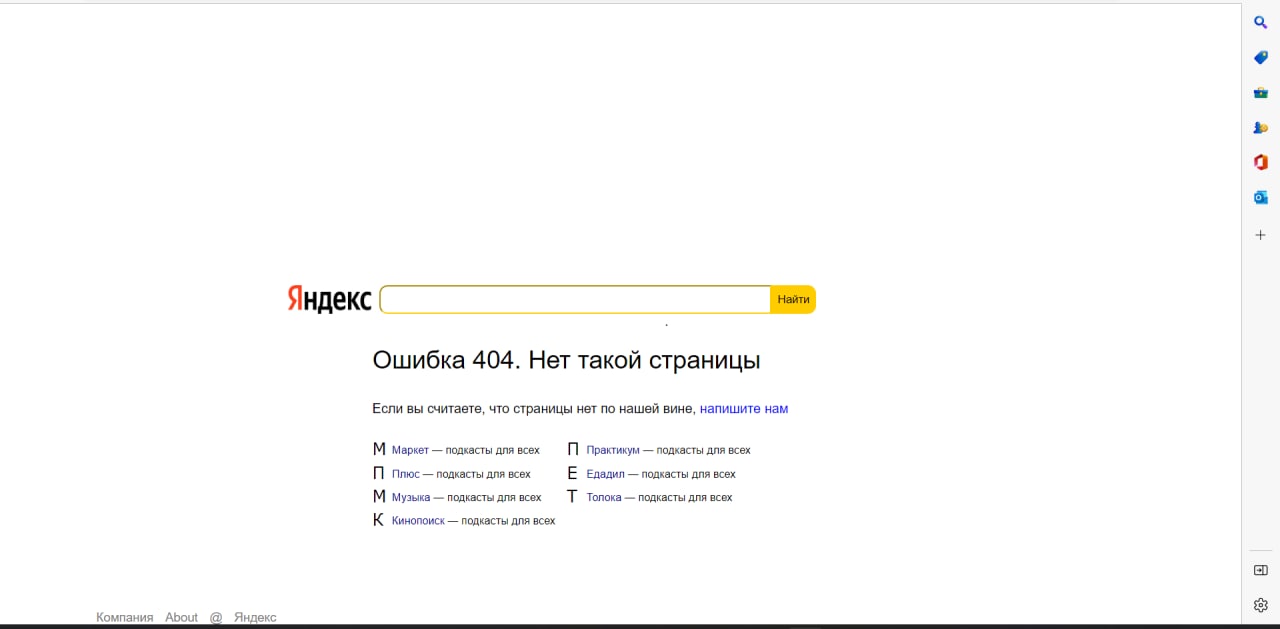 Яндекс Найти
Ошибка 404. Нет такой страницы
Если вы считаете, что страницы нет по нашей вине, напишите нам
М Маркет — подкасты для всех П Практикум — подкасты для всех
П Плюс — подкасты для всех Е Едадил — подкасты для всех
М Музыка — подкасты для всех Т Толока — подкасты для всех
К Кинопоиск — подкасты для всех
Компания About @ Яндекс